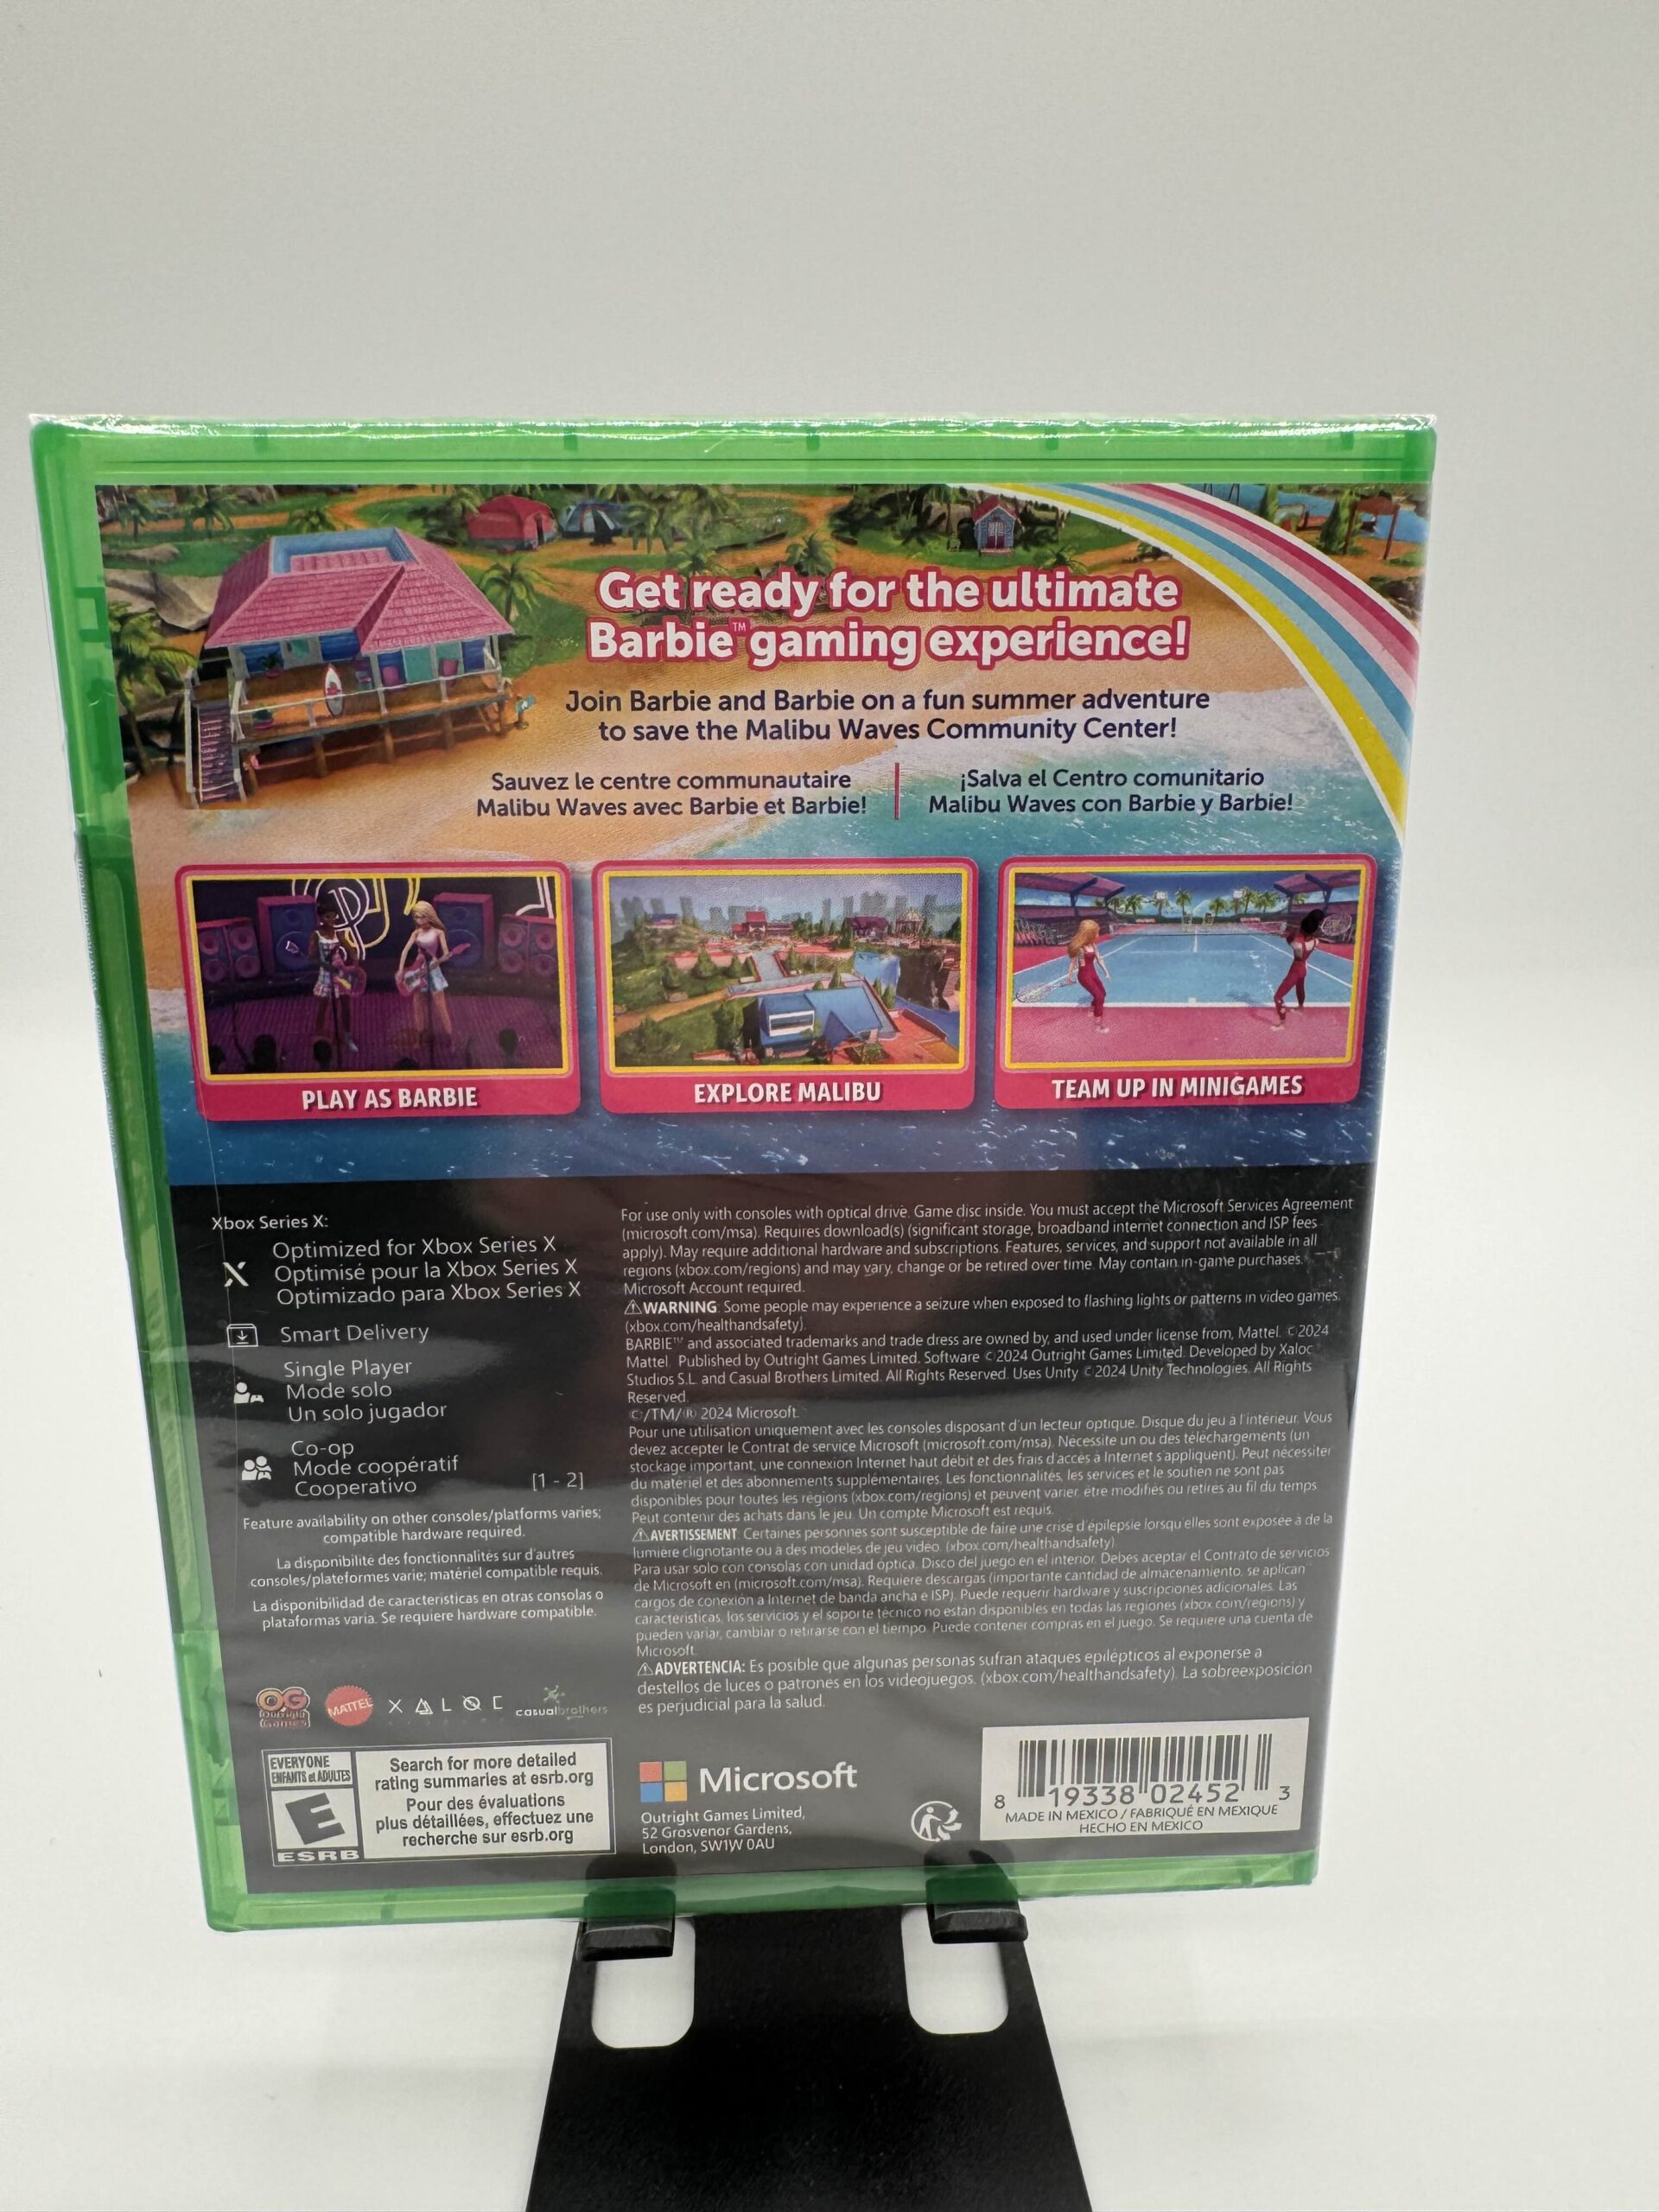 Get ready for the ultimate
Barbie™ gaming experience!
Join Barbie and Barbie on a fun summer adventure
to save the Malibu Waves Community Center!
Sauvez le centre communautaire
Malibu Waves avec Barbie et Barbie!
¡Salva el Centro comunitario
Malibu Waves con Barbie y Barbie!
PLAY AS BARBIE
EXPLORE MALIBU
TEAM UP IN MINIGAMES
Xbox Series X:
Optimized for Xbox Series X
Optimisé pour la Xbox Series X
Optimizado para Xbox Series X
Smart Delivery
Single Player
Mode solo
Un solo jugador
Co-op
Mode coopératif
Cooperativo
[1 - 2]
Feature availability on other consoles/platforms varies;
compatible hardware required.
La disponibilité des fonctionnalités sur d'autres
consoles/plateformes varie; matériel compatible requis.
La disponibilidad de características en otras consolas o
plataformas varía. Se requiere hardware compatible.
For use only with consoles with optical drive. Game disc inside. You must accept the Microsoft Services Agreement
(microsoft.com/msa). Requires download(s) (significant storage, broadband internet connection and ISP fees
apply). May require additional hardware and subscriptions. Features, services, and support not available in all
regions (xbox.com/regions) and may vary, change or be retired over time. May contain in-game purchases.
Microsoft Account required.
⚠WARNING: Some people may experience a seizure when exposed to flashing lights or patterns in video games.
(xbox.com/healthandsafety).
BARBIE™ and associated trademarks and trade dress are owned by, and used under license from, Mattel. ©2024
Mattel. Published by Outright Games Limited. Software ©2024 Outright Games Limited. Developed by Xaloc
Studios S.L. and Casual Brothers Limited. All Rights Reserved. Uses Unity ©2024 Unity Technologies. All Rights
Reserved.
©/TM/® 2024 Microsoft.
Pour une utilisation uniquement avec les consoles disposant d'un lecteur optique. Disque du jeu à l'intérieur. Vous
devez accepter le Contrat de service Microsoft (microsoft.com/msa). Nécessite un ou des téléchargements (un
stockage important, une connexion Internet haut débit et des frais d'accès à Internet s'appliquent). Peut nécessiter
du matériel et des abonnements supplémentaires. Les fonctionnalités, les services et le soutien ne sont pas
disponibles pour toutes les régions (xbox.com/regions) et peuvent varier, être modifiés ou retirés au fil du temps.
Peut contenir des achats dans le jeu. Un compte Microsoft est requis.
⚠AVERTISSEMENT: Certaines personnes sont susceptible de faire une crise d'épilepsie lorsqu'elles sont exposée à de la
lumière clignotante ou à des modèles de jeu vidéo. (xbox.com/healthandsafety)
Para usar solo con consolas con unidad óptica. Disco del juego en el interior. Debes aceptar el Contrato de servicios
de Microsoft en (microsoft.com/msa). Requiere descargas (importante cantidad de almacenamiento, se aplican
cargos de conexión a Internet de banda ancha e ISP). Puede requerir hardware y suscripciones adicionales. Las
características, los servicios y el soporte técnico no están disponibles en todas las regiones (xbox.com/regions) y
pueden variar, cambiar o retirarse con el tiempo. Puede contener compras en el juego. Se requiere una cuenta de
Microsoft.
⚠ADVERTENCIA: Es posible que algunas personas sufran ataques epilépticos al exponerse a
destellos de luces o patrones en los videojuegos. (xbox.com/healthandsafety). La sobreexposición
es perjudicial para la salud.
OG Outright Games
MATTEL
XALOC
casualbrothers
EVERYONE
ENFANTS et ADULTES
E
ESRB
Search for more detailed
rating summaries at esrb.org
Pour des évaluations
plus détaillées, effectuez une
recherche sur esrb.org
Microsoft
Outright Games Limited,
52 Grosvenor Gardens,
London, SW1W 0AU
8 19338 02452 3
MADE IN MEXICO / FABRIQUÉ EN MEXIQUE
HECHO EN MÉXICO